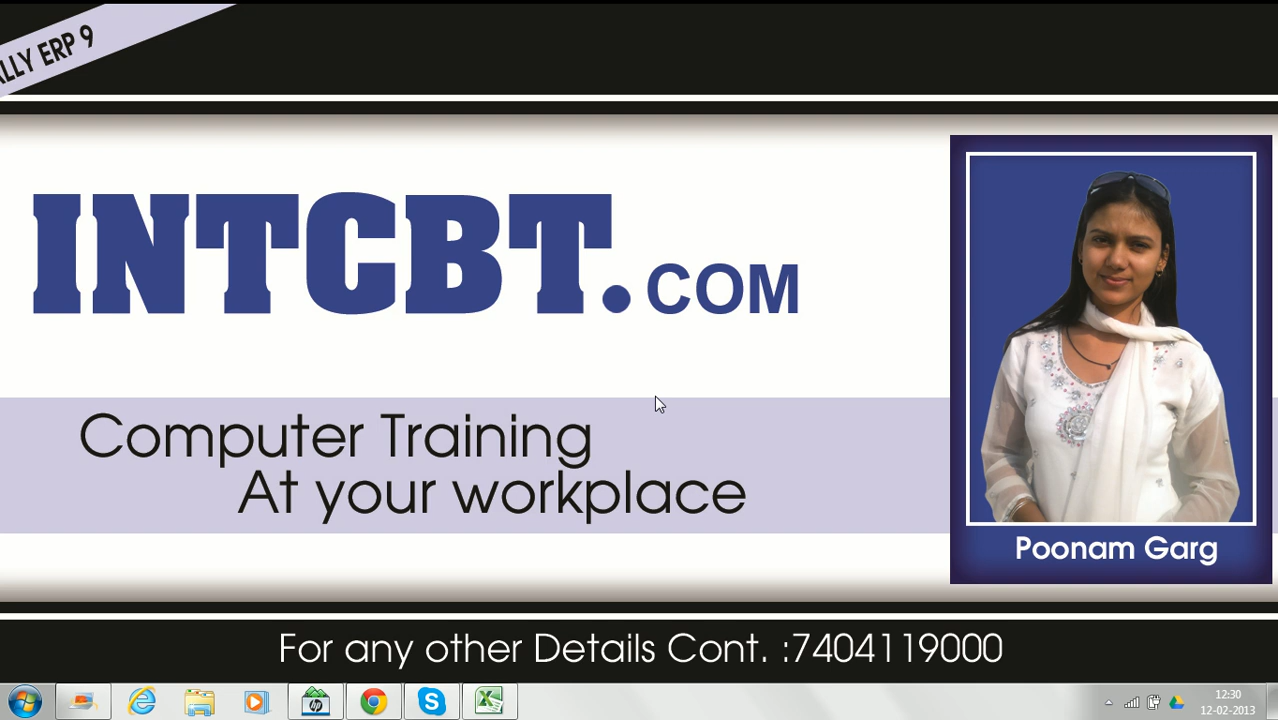 ALLY ERP 9
INTCBT.COM
Computer Training
At your workplace
Poonam Garg
For any other Details Cont. :7404119000
12:30
12-02-2013